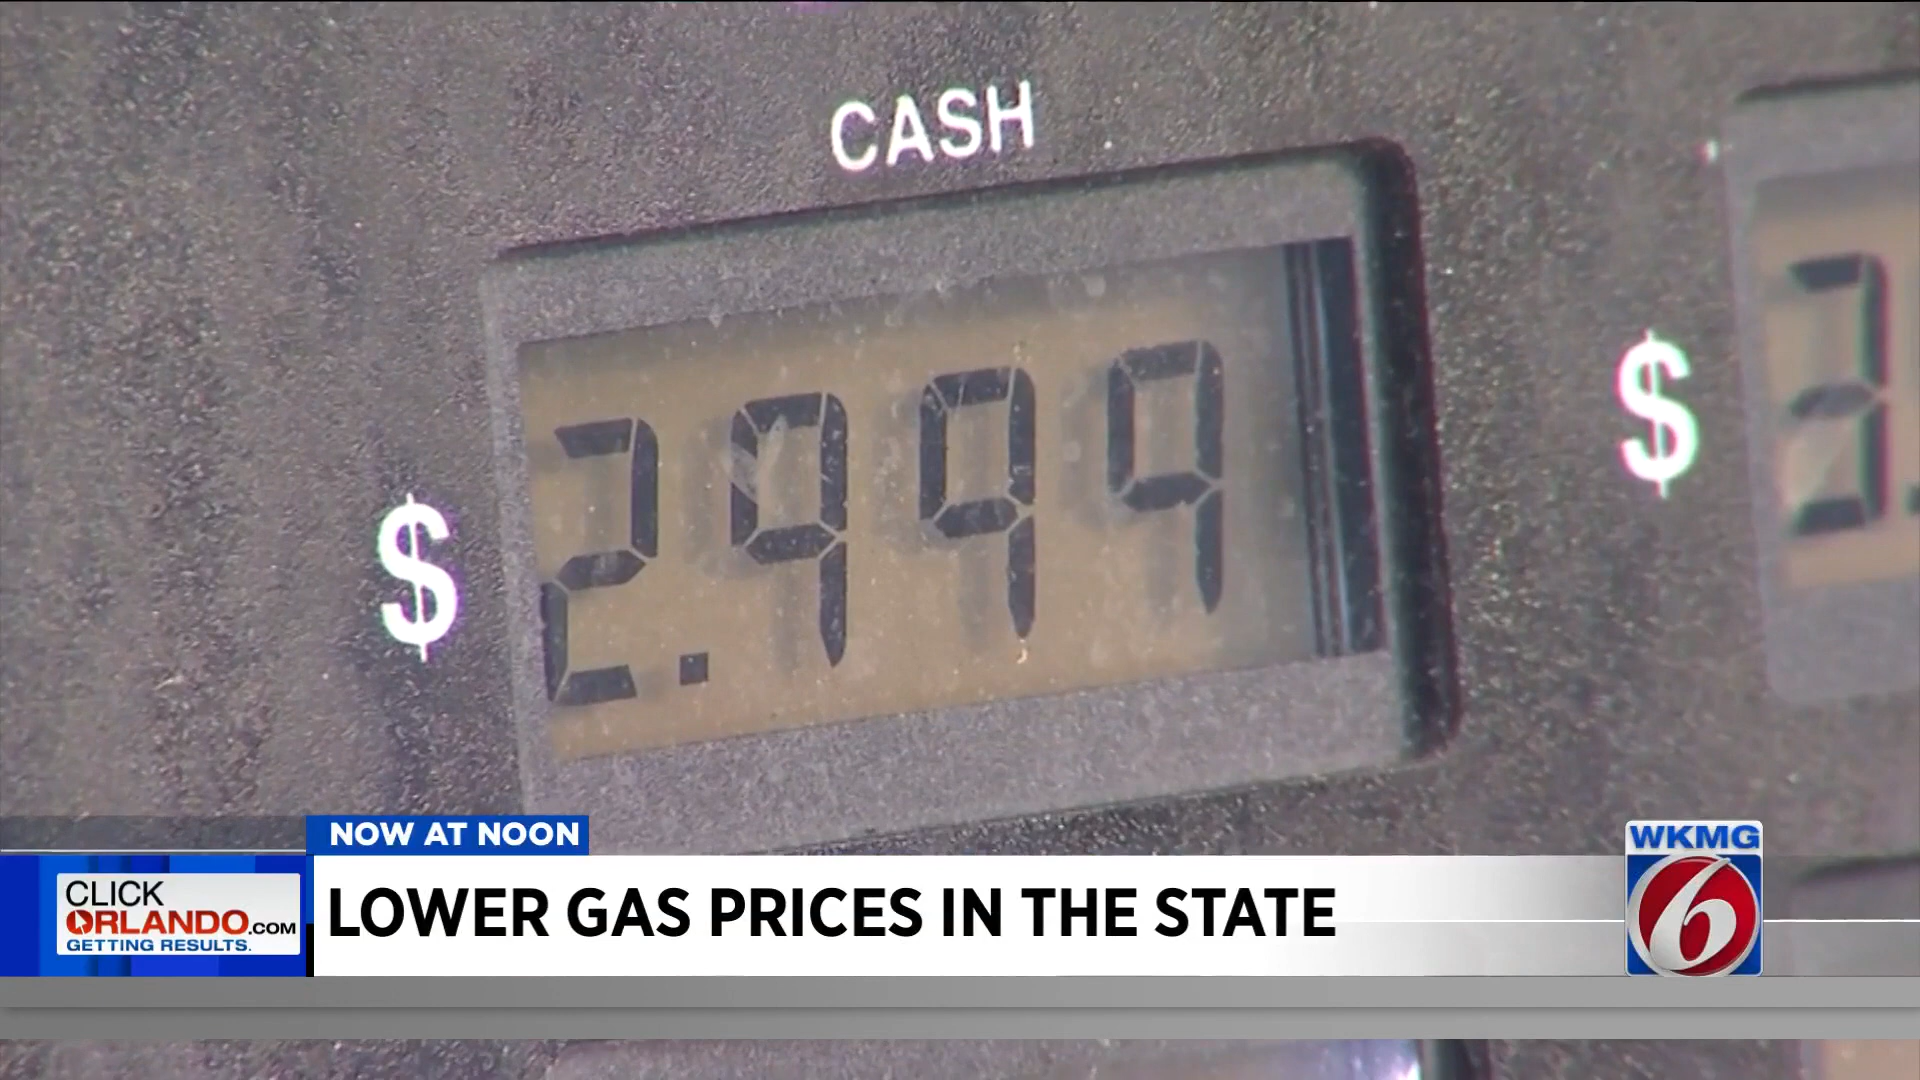 CASH
$ 2.999
$ 3.
NOW AT NOON
LOWER GAS PRICES IN THE STATE
CLICK
ORLANDO.COM
GETTING RESULTS.
WKMG
6